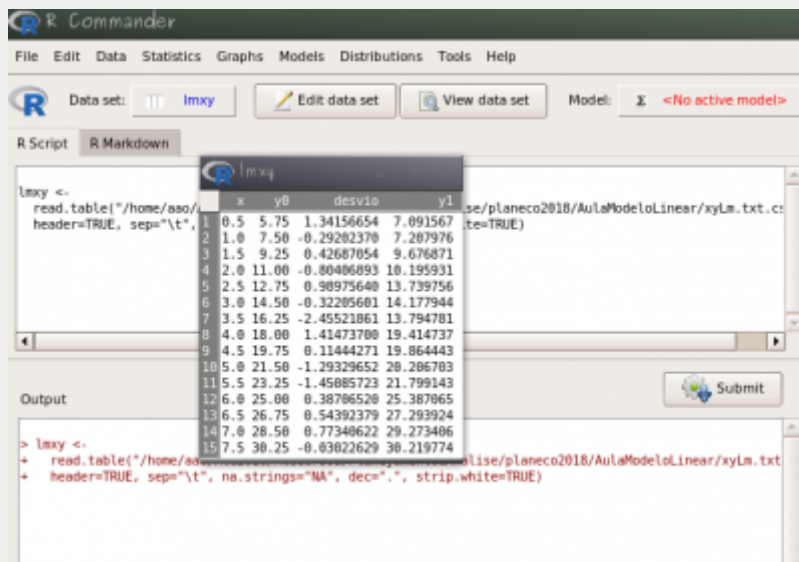 R Commander
File Edit Data Statistics Graphs Models Distributions Tools Help
R Data set: lmxy Edit data set View data set Model: Σ <No active model>
R Script R Markdown
lmxy <-
read.table("/home/aao/ se/planeco2018/AulaModeloLinear/xyLm.txt.cs
header=TRUE, sep="\t", te=TRUE)
lmxy
x y0 desvio y1
1 0.5 5.75 1.34156654 7.091567
2 1.0 7.50 -0.29202370 7.207976
3 1.5 9.25 0.42687054 9.676871
4 2.0 11.00 -0.80406893 10.195931
5 2.5 12.75 0.98975640 13.739756
6 3.0 14.50 -0.32205601 14.177944
7 3.5 16.25 -2.45521861 13.794781
8 4.0 18.00 1.41473700 19.414737
9 4.5 19.75 0.11444271 19.864443
10 5.0 21.50 -1.29329652 20.206703
11 5.5 23.25 -1.45085723 21.799143
12 6.0 25.00 0.38706520 25.387065
13 6.5 26.75 0.54392379 27.293924
14 7.0 28.50 0.77340622 29.273406
15 7.5 30.25 -0.03022629 30.219774
Output
Submit
> lmxy <-
+ read.table("/home/aa alise/planeco2018/AulaModeloLinear/xyLm.txt
+ header=TRUE, sep="\t", na.strings="NA", dec=".", strip.white=TRUE)